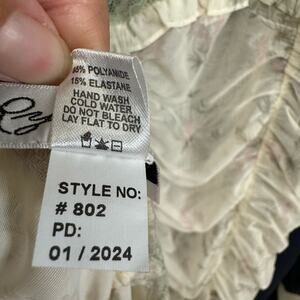 85% POLYAMIDE
15% ELASTANE
HAND WASH
COLD WATER
DO NOT BLEACH
LAY FLAT TO DRY
STYLE NO:
# 802
PD:
01 / 2024